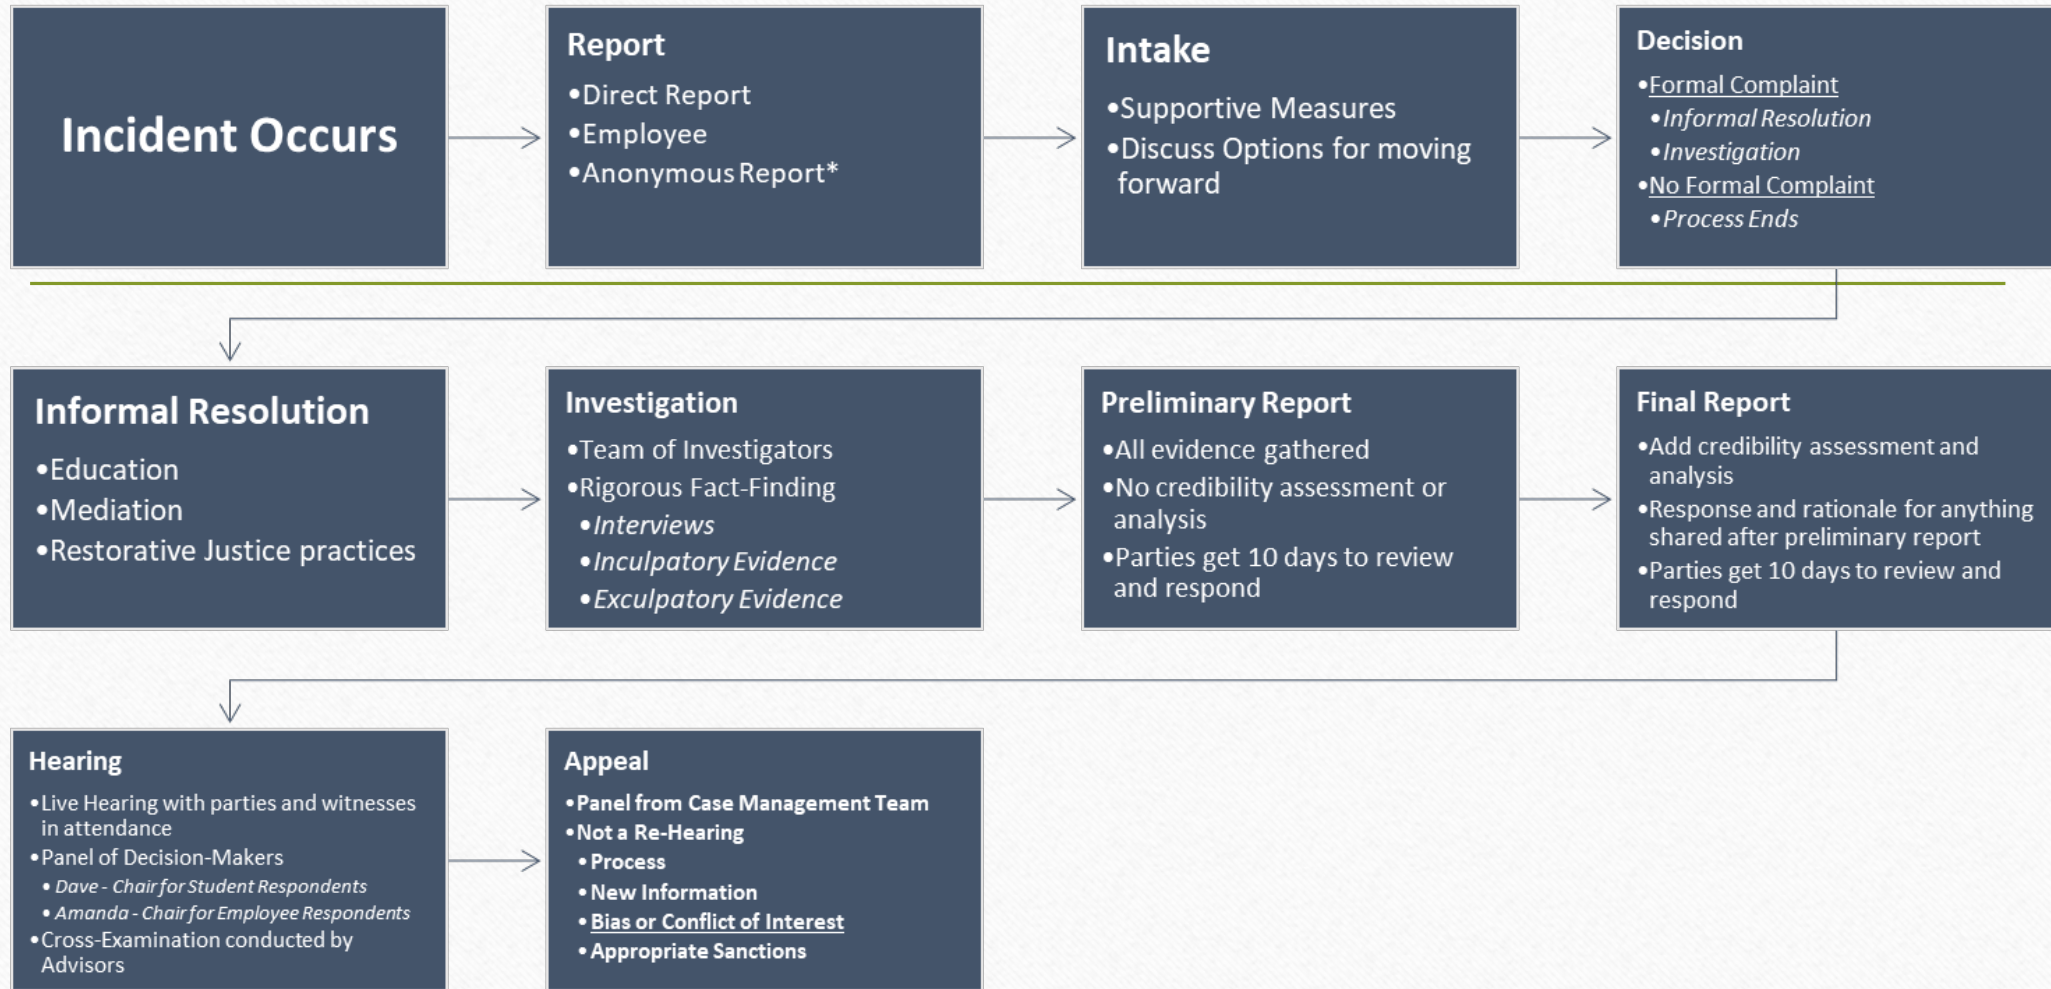 Incident Occurs
Report
•Direct Report
•Employee
•Anonymous Report*
Intake
•Supportive Measures
•Discuss Options for moving
forward
Decision
•Formal Complaint
•Informal Resolution
•Investigation
•No Formal Complaint
•Process Ends
Informal Resolution
•Education
•Mediation
•Restorative Justice practices
Investigation
•Team of Investigators
•Rigorous Fact-Finding
•Interviews
•Inculpatory Evidence
•Exculpatory Evidence
Preliminary Report
•All evidence gathered
•No credibility assessment or
analysis
•Parties get 10 days to review
and respond
Final Report
•Add credibility assessment and
analysis
•Response and rationale for anything
shared after preliminary report
•Parties get 10 days to review and
respond
Hearing
•Live Hearing with parties and witnesses
in attendance
•Panel of Decision-Makers
•Dave - Chair for Student Respondents
•Amanda - Chair for Employee Respondents
•Cross-Examination conducted by
Advisors
Appeal
•Panel from Case Management Team
•Not a Re-Hearing
•Process
•New Information
•Bias or Conflict of Interest
•Appropriate Sanctions